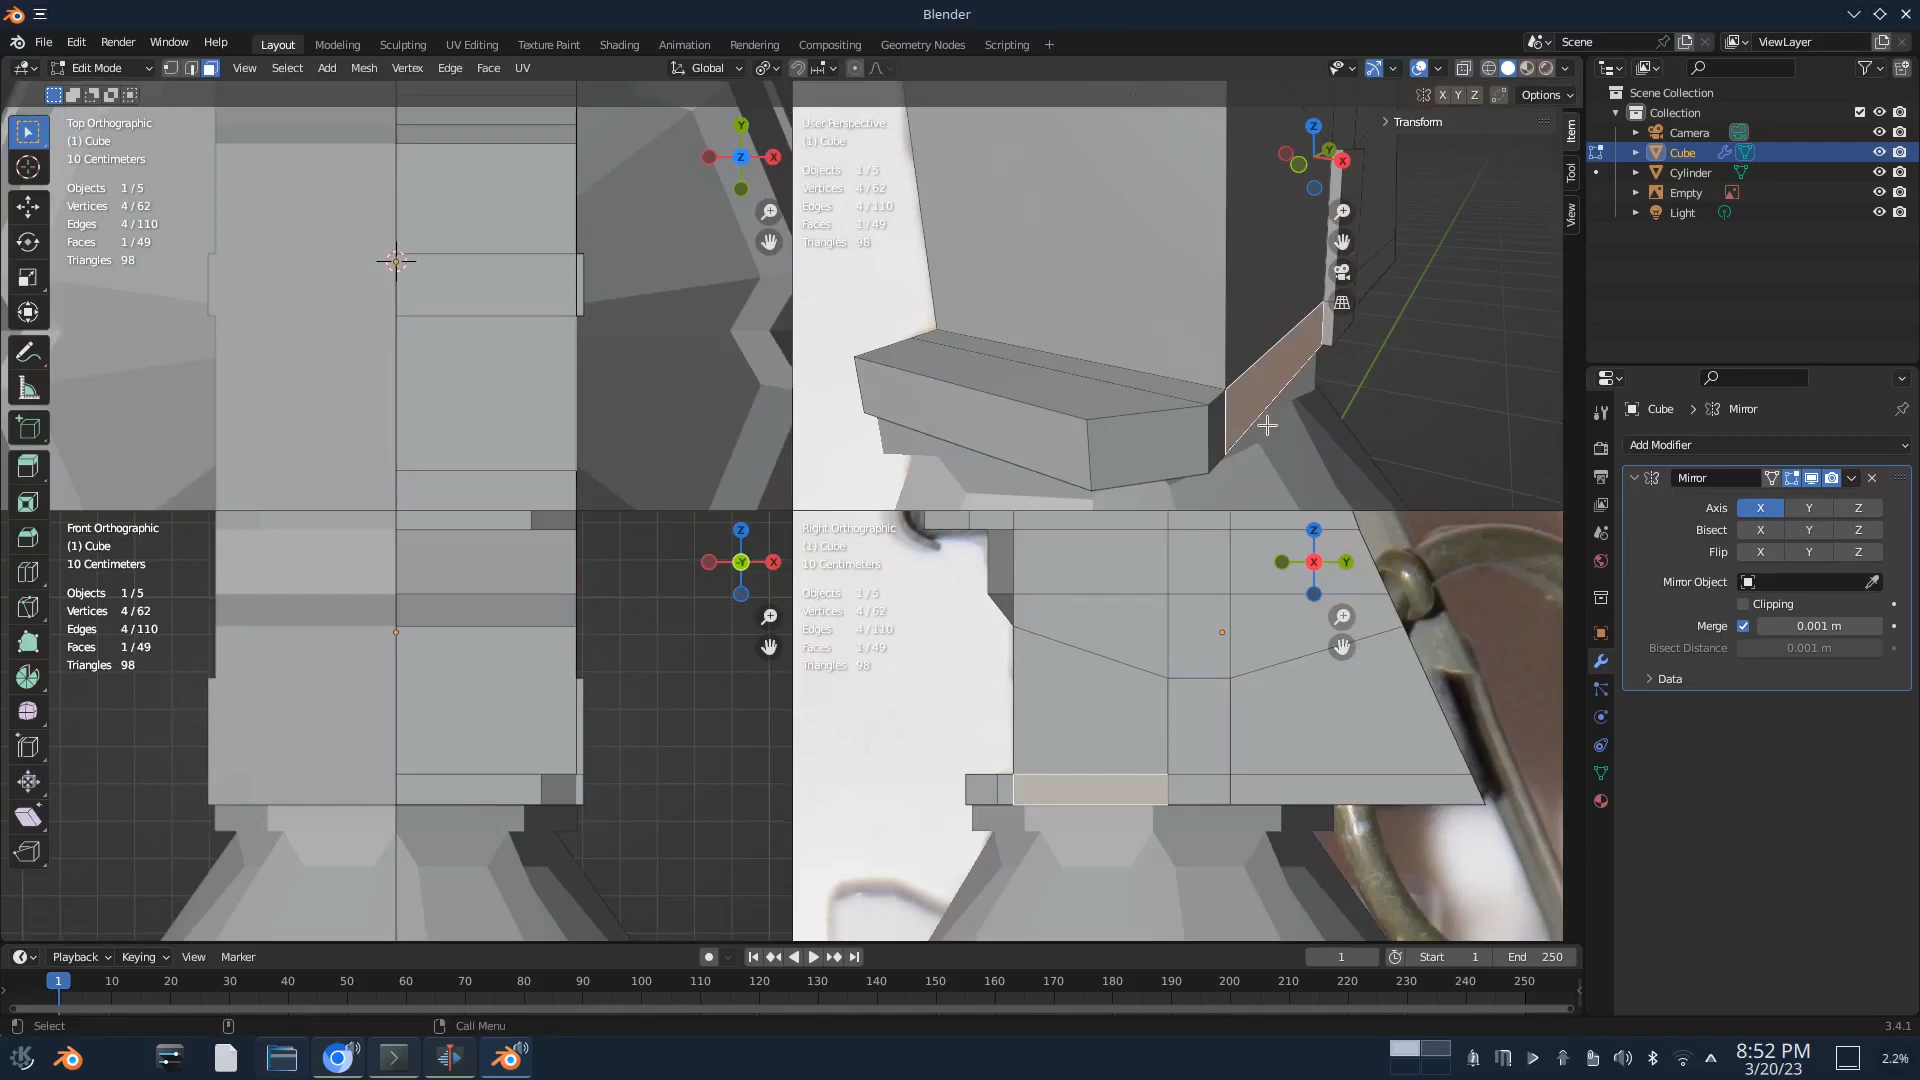 Blender
File Edit Render Window Help
Layout Modeling Sculpting UV Editing Texture Paint Shading Animation Rendering Compositing Geometry Nodes Scripting +
Scene ViewLayer
Edit Mode View Select Add Mesh Vertex Edge Face UV
Global
X Y Z Options
Top Orthographic
(1) Cube
10 Centimeters
Objects 1/5
Vertices 4/62
Edges 4/110
Faces 1/49
Triangles 98
Y
Z X
User Perspective
(1) Cube
Objects 1/5
Vertices 4/62
Edges 4/110
Faces 1/49
Triangles 98
Z
Y
X
Transform
Item
Tool
View
Front Orthographic
(1) Cube
10 Centimeters
Objects 1/5
Vertices 4/62
Edges 4/110
Faces 1/49
Triangles 98
Z
-Y X
Right Orthographic
(1) Cube
10 Centimeters
Objects 1/5
Vertices 4/62
Edges 4/110
Faces 1/49
Triangles 98
Z
X Y
Scene Collection
Collection
Camera
Cube
Cylinder
Empty
Light
Cube > Mirror
Add Modifier
Mirror
Axis X Y Z
Bisect X Y Z
Flip X Y Z
Mirror Object
Clipping
Merge 0.001 m
Bisect Distance 0.001 m
Data
Playback Keying View Marker
1 Start 1 End 250
1 10 20 30 40 50 60 70 80 90 100 110 120 130 140 150 160 170 180 190 200 210 220 230 240 250
Select Call Menu
3.4.1
8:52 PM
3/20/23
2.2%